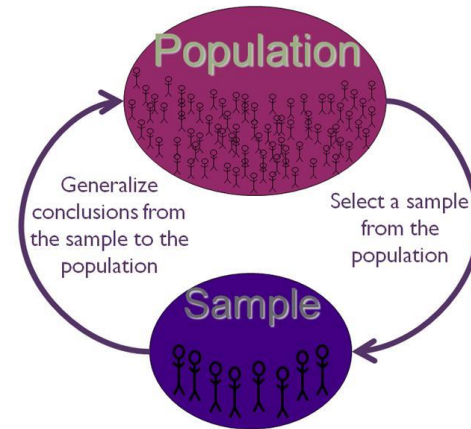 Population
Generalize
conclusions from
the sample to the
population
Select a sample
from the
population
Sample